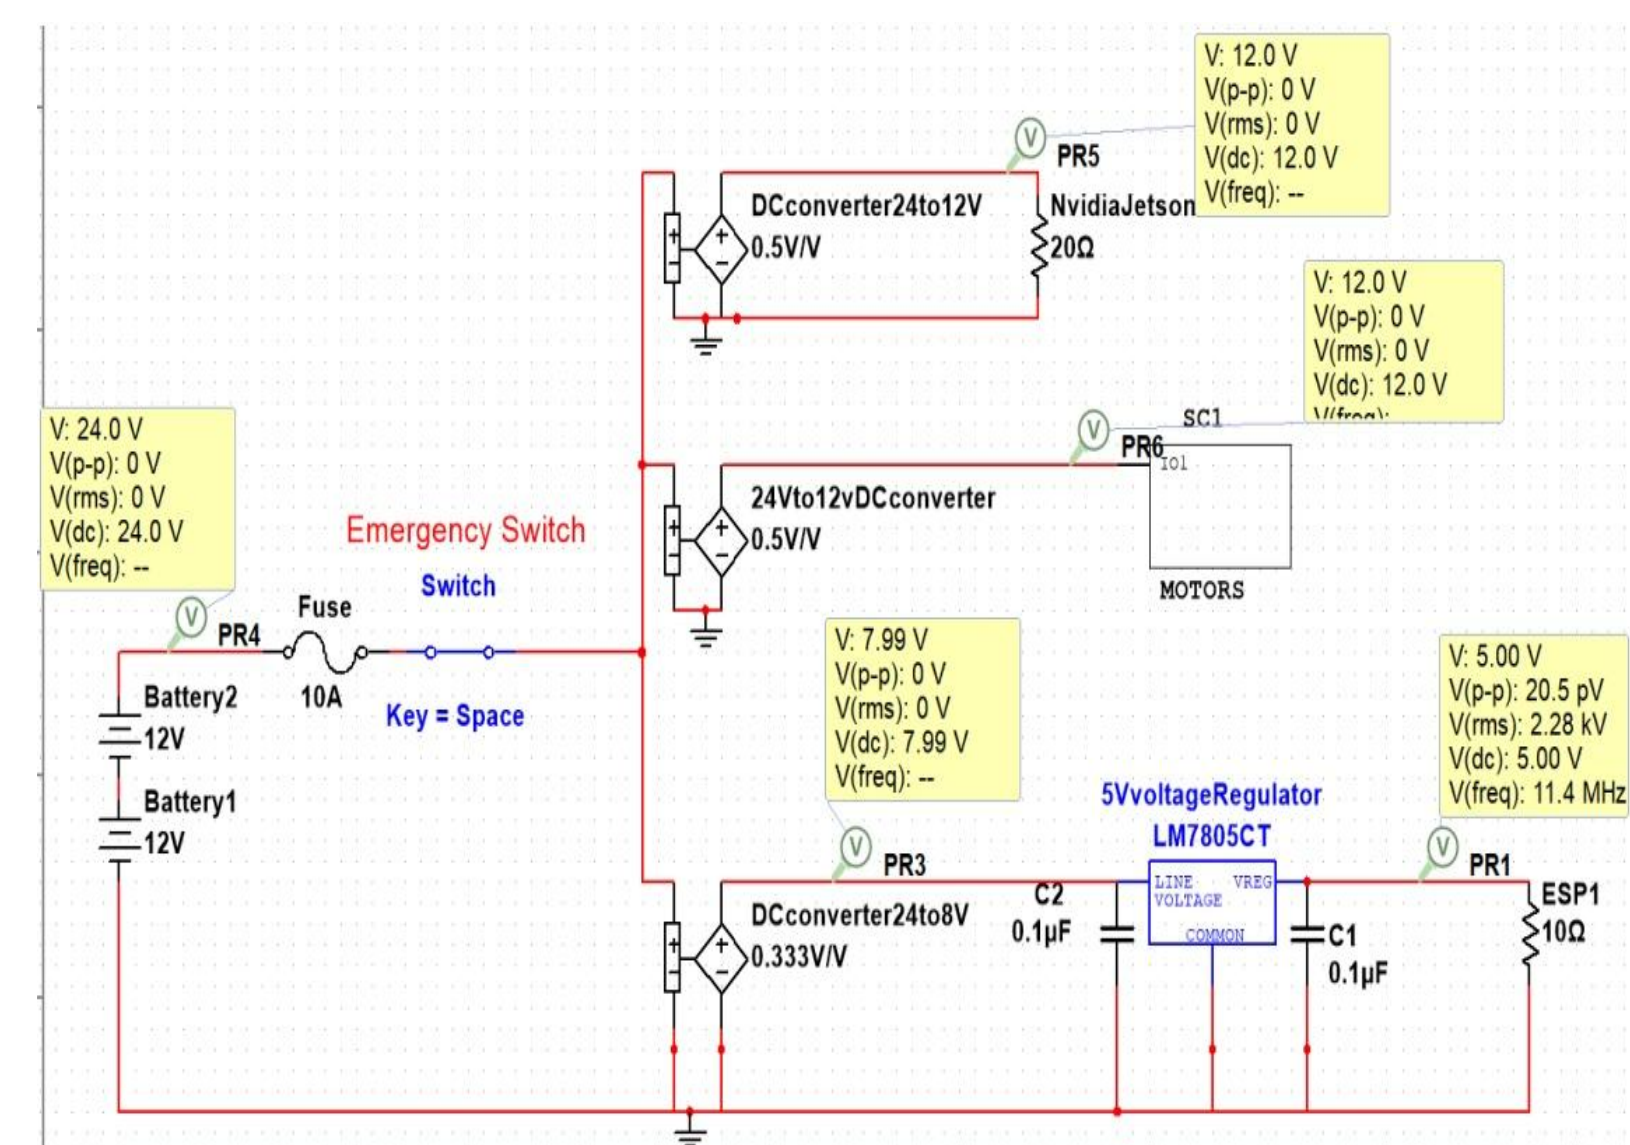 V: 12.0 V
V(p-p): 0 V
V(rms): 0 V
V(dc): 12.0 V
V(freq): --
PR5
DCconverter24to12V
0.5V/V
NvidiaJetson
20Ω
V: 12.0 V
V(p-p): 0 V
V(rms): 0 V
V(dc): 12.0 V
V(freq):
SC1
PR6
IO1
MOTORS
24Vto12vDCconverter
0.5V/V
V: 24.0 V
V(p-p): 0 V
V(rms): 0 V
V(dc): 24.0 V
V(freq): --
PR4
Emergency Switch
Switch
Key = Space
Fuse
10A
Battery2
12V
Battery1
12V
V: 7.99 V
V(p-p): 0 V
V(rms): 0 V
V(dc): 7.99 V
V(freq): --
PR3
DCconverter24to8V
0.333V/V
C2
0.1µF
5VvoltageRegulator
LM7805CT
LINE VREG
VOLTAGE
COMMON
C1
0.1µF
V: 5.00 V
V(p-p): 20.5 pV
V(rms): 2.28 kV
V(dc): 5.00 V
V(freq): 11.4 MHz
PR1
ESP1
10Ω
V
V
V
V
V